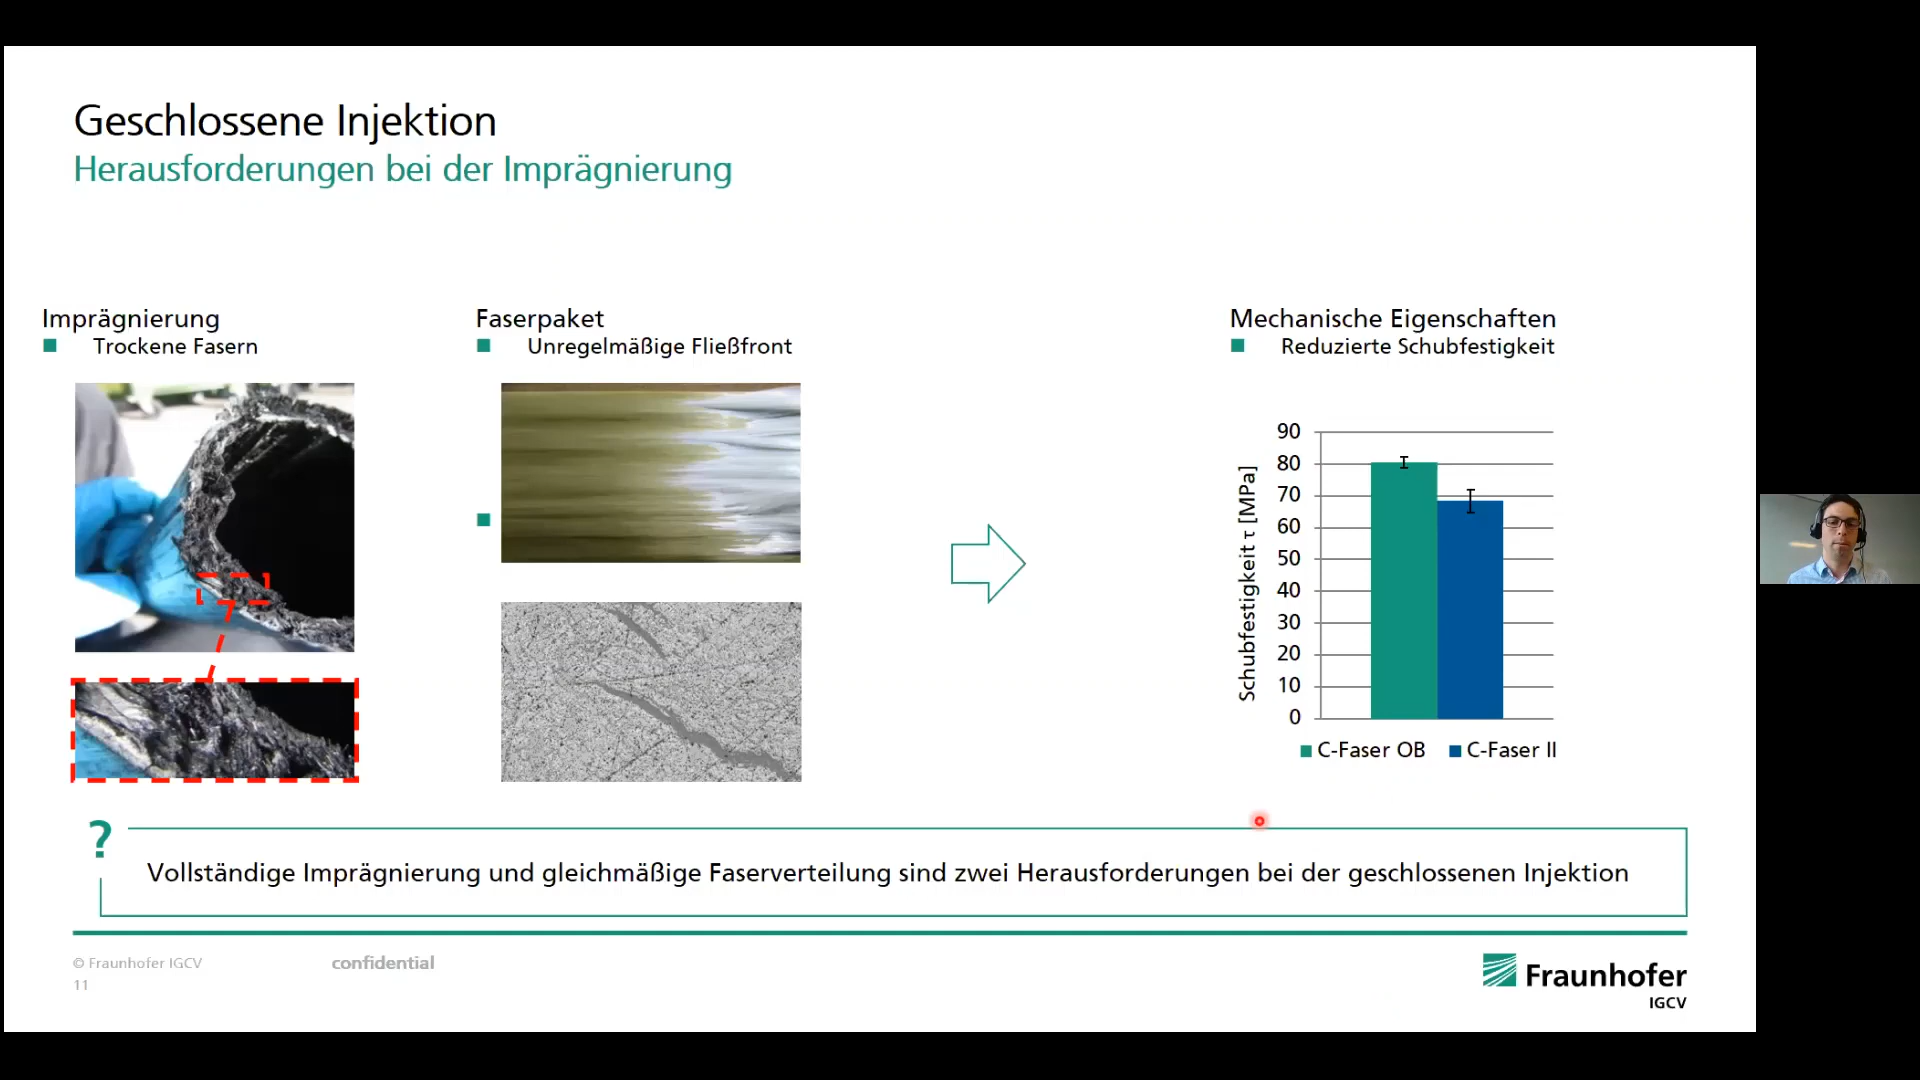 Geschlossene Injektion
Herausforderungen bei der Imprägnierung
Imprägnierung
Trockene Fasern
Faserpaket
Unregelmäßige Fließfront
Mechanische Eigenschaften
Reduzierte Schubfestigkeit
Schubfestigkeit τ [MPa]
90
80
70
60
50
40
30
20
10
0
C-Faser OB C-Faser II
?
Vollständige Imprägnierung und gleichmäßige Faserverteilung sind zwei Herausforderungen bei der geschlossenen Injektion
© Fraunhofer IGCV
confidential
11
Fraunhofer
IGCV